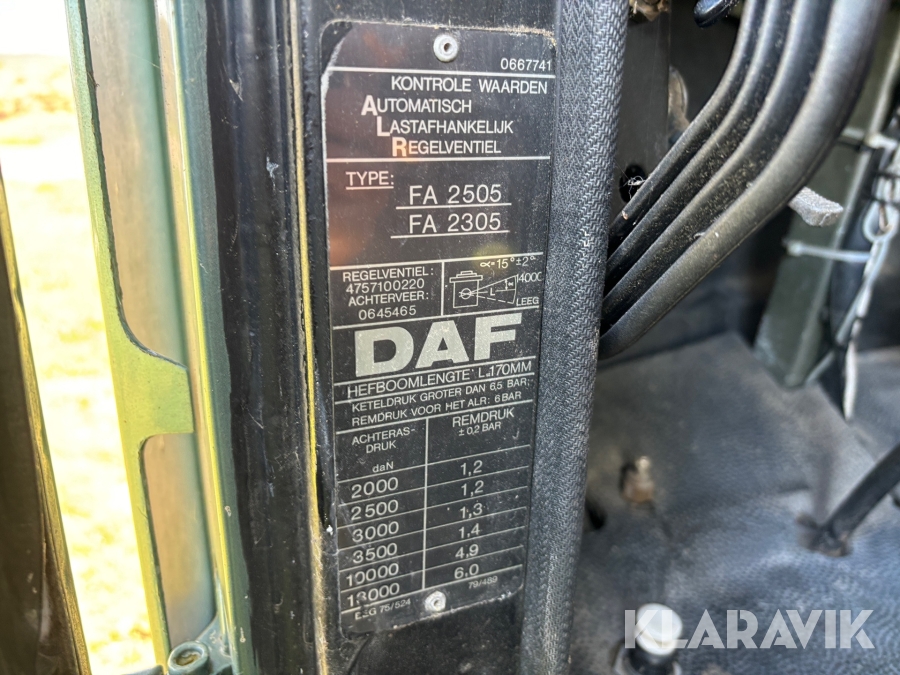 0667741
KONTROLE WAARDEN
AUTOMATISCH
LASTAFHANKELIJK
REGELVENTIEL
TYPE:
FA 2505
FA 2305
REGELVENTIEL:
4757100220
ACHTERVEER:
0645465
∝=15°±2°
L
LEEG
DAF
HEFBOOMLENGTE L.170MM
KETELDRUK GROTER DAN 6,5 BAR;
REMDRUK VOOR HET ALR: 6 BAR
ACHTERAS-
DRUK
daN
REMDRUK
± 0,2 BAR
2000 1,2
2500 1,2
3000 1,3
3500 1.4
10000 4,9
13000 6,0
EEG 75/524 79/489
KLARAVIK